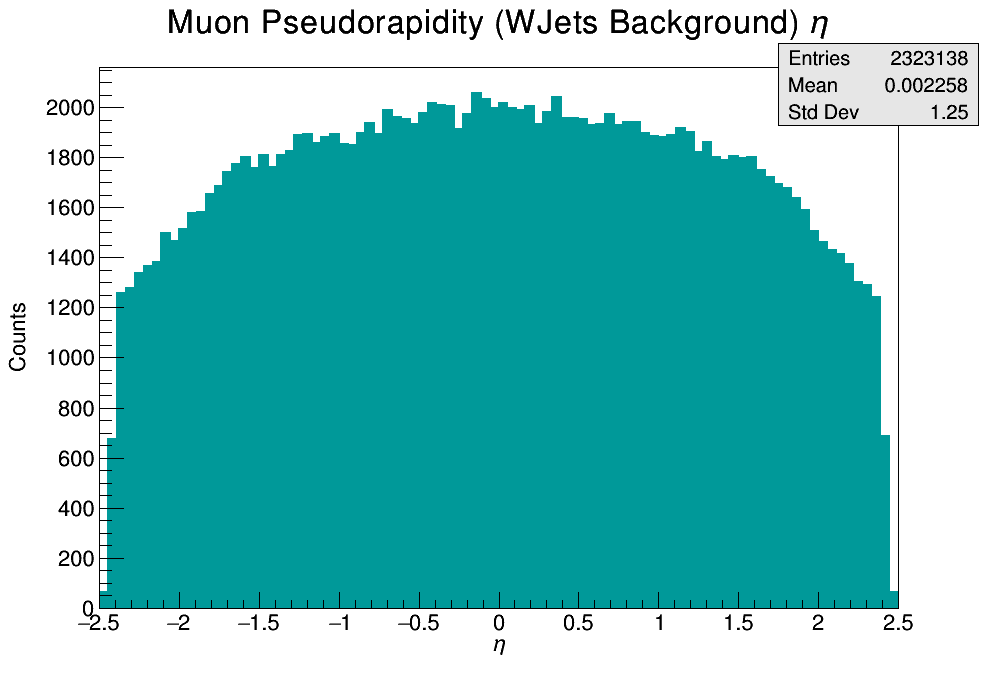 Muon Pseudorapidity (WJets Background) η
Entries 2323138
Mean 0.002258
Std Dev 1.25
2000
1800
1600
1400
1200
1000
800
600
400
200
0
Counts
−2.5 −2 −1.5 −1 −0.5 0 0.5 1 1.5 2 2.5
η